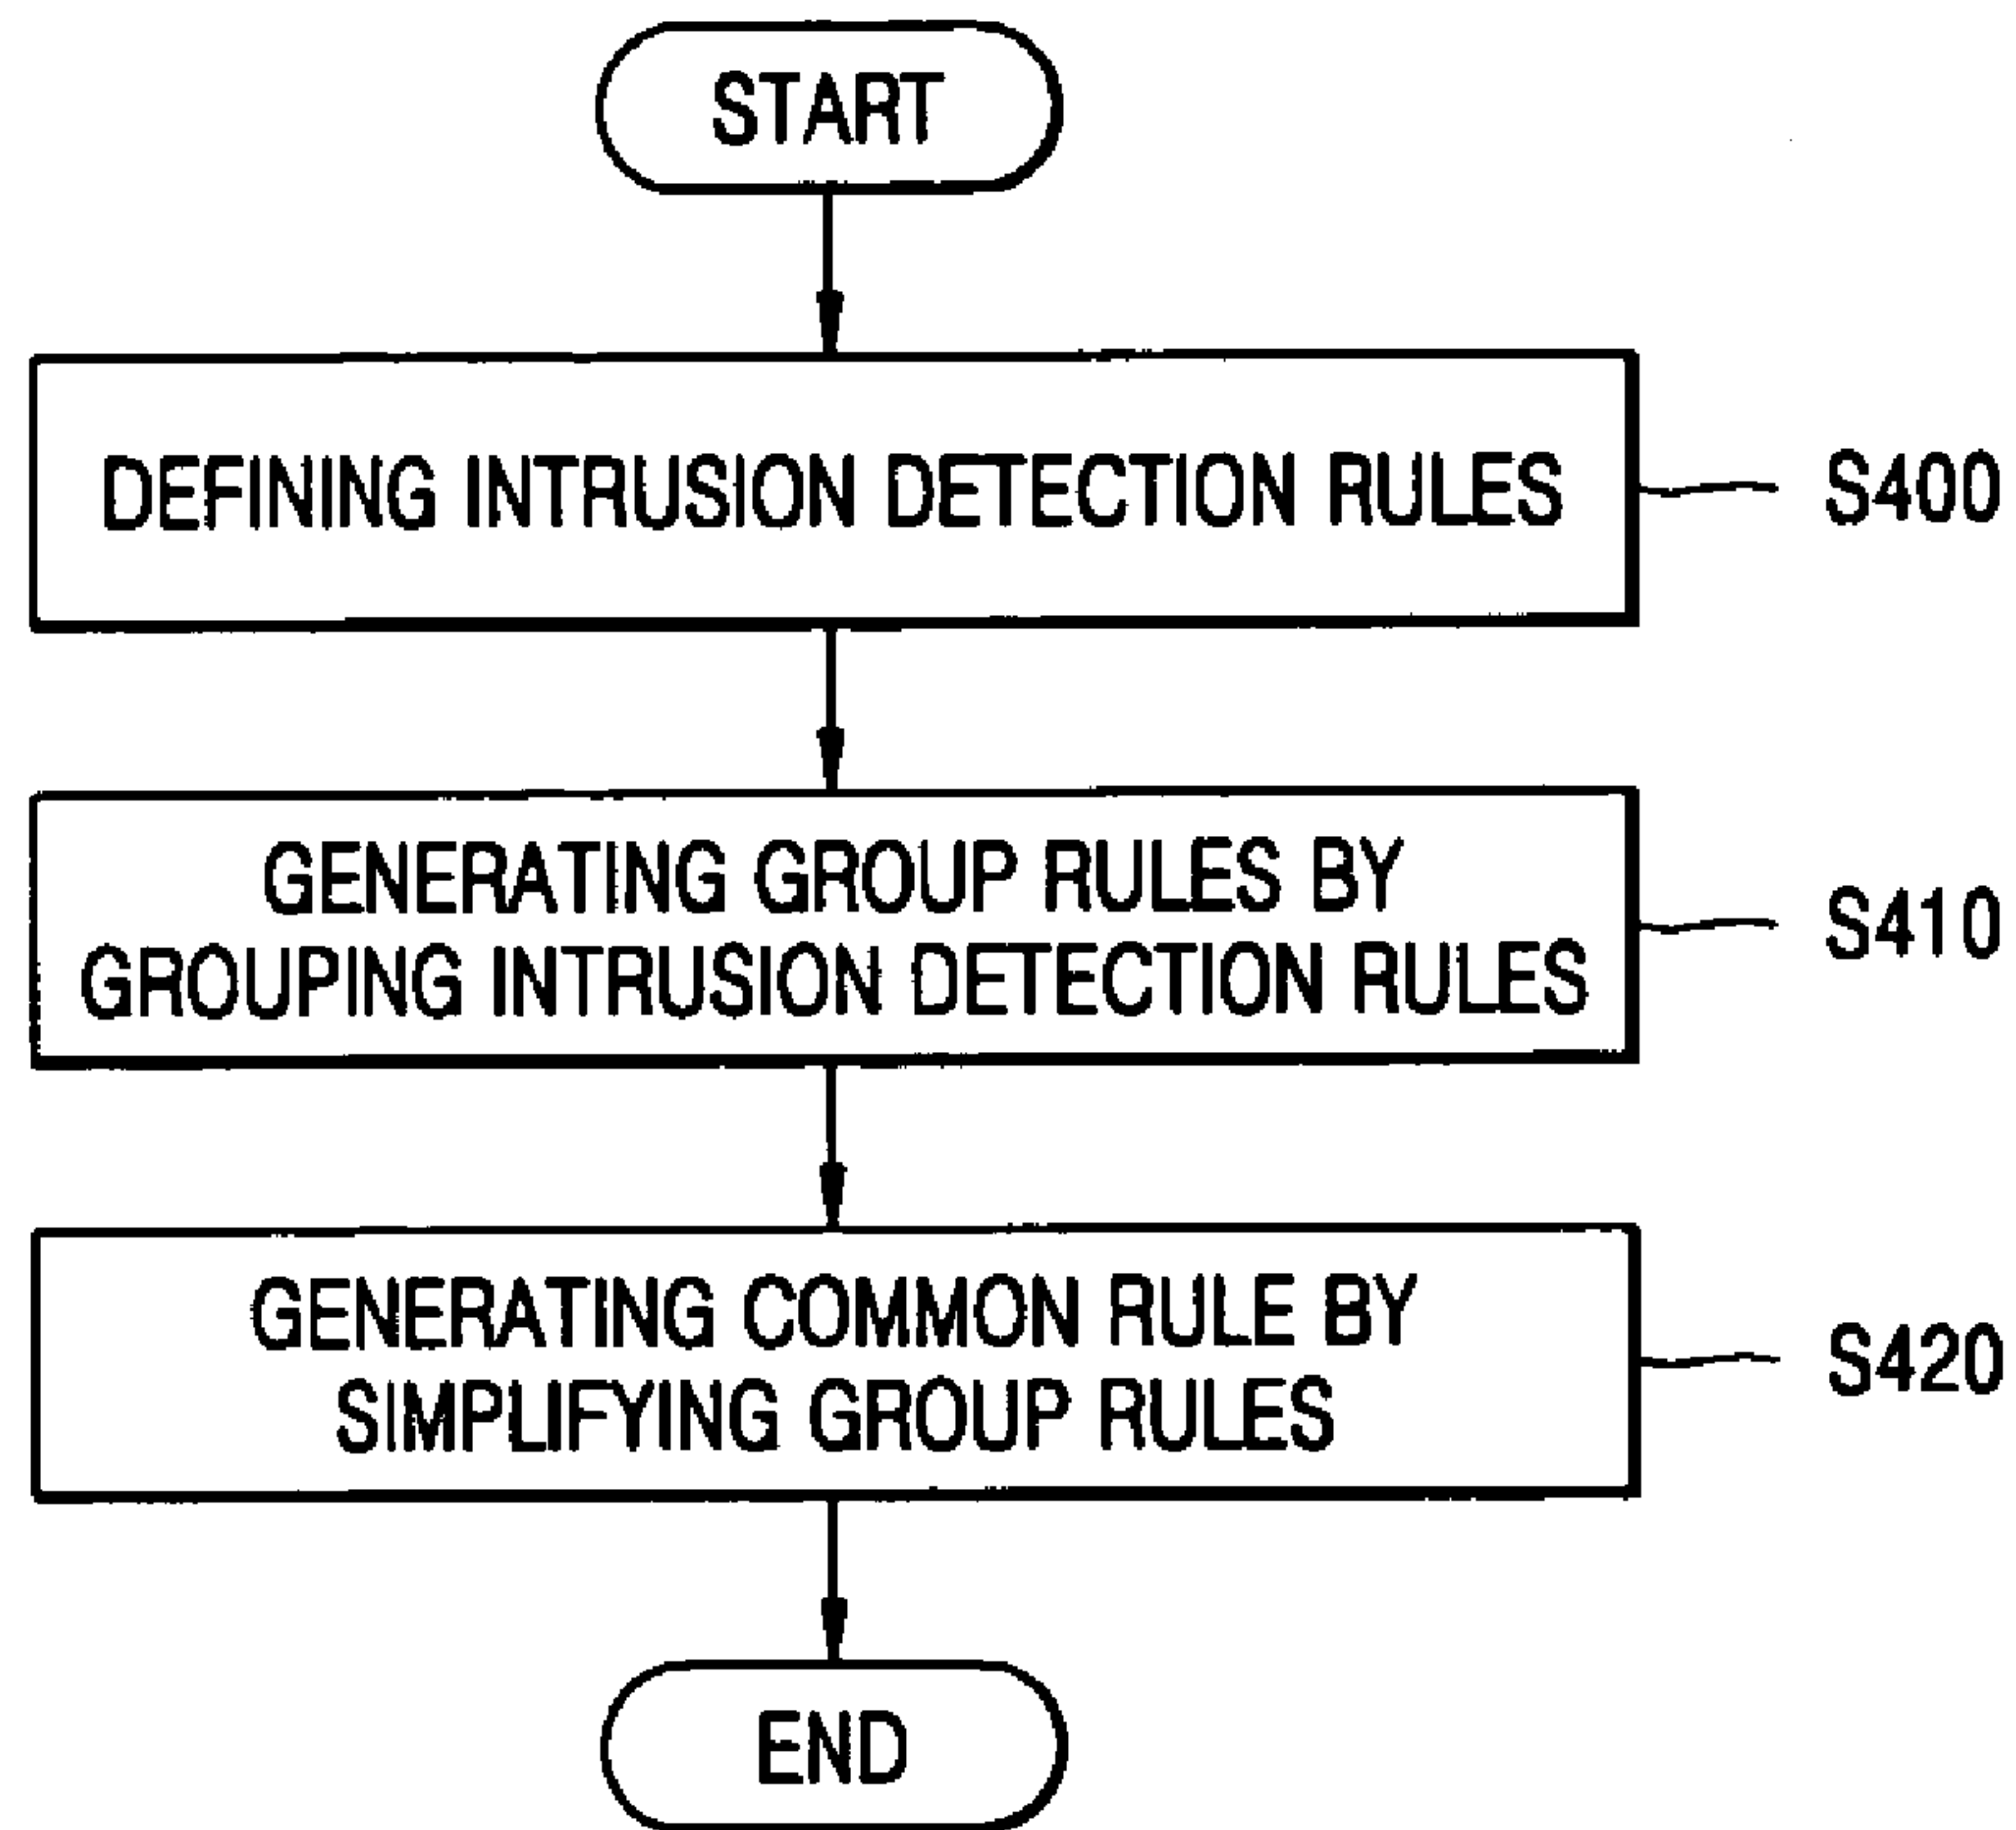 START
DEFINING INTRUSION DETECTION RULES
S400
GENERATING GROUP RULES BY
GROUPING INTRUSION DETECTION RULES
S410
GENERATING COMMON RULE BY
SIMPLIFYING GROUP RULES
S420
END